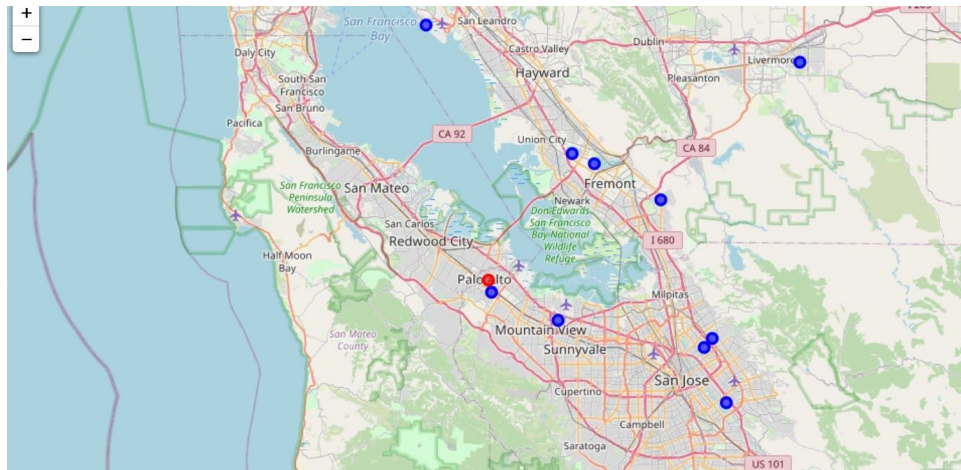 +
−
San Francisco
Bay
San Leandro
I 205
Daly City
Castro Valley
Dublin
Livermore
Hayward
Pleasanton
South San
Francisco
San Bruno
Pacifica
CA 92
Union City
CA 84
Burlingame
San Francisco
Peninsula
Watershed
San Mateo
Fremont
Newark
Don Edwards
San Francisco
Bay National
Wildlife
Refuge
San Carlos
Redwood City
I 680
Half Moon
Bay
Palo Alto
Milpitas
Mountain View
San Mateo
County
Sunnyvale
San Jose
Cupertino
Campbell
Saratoga
US 101